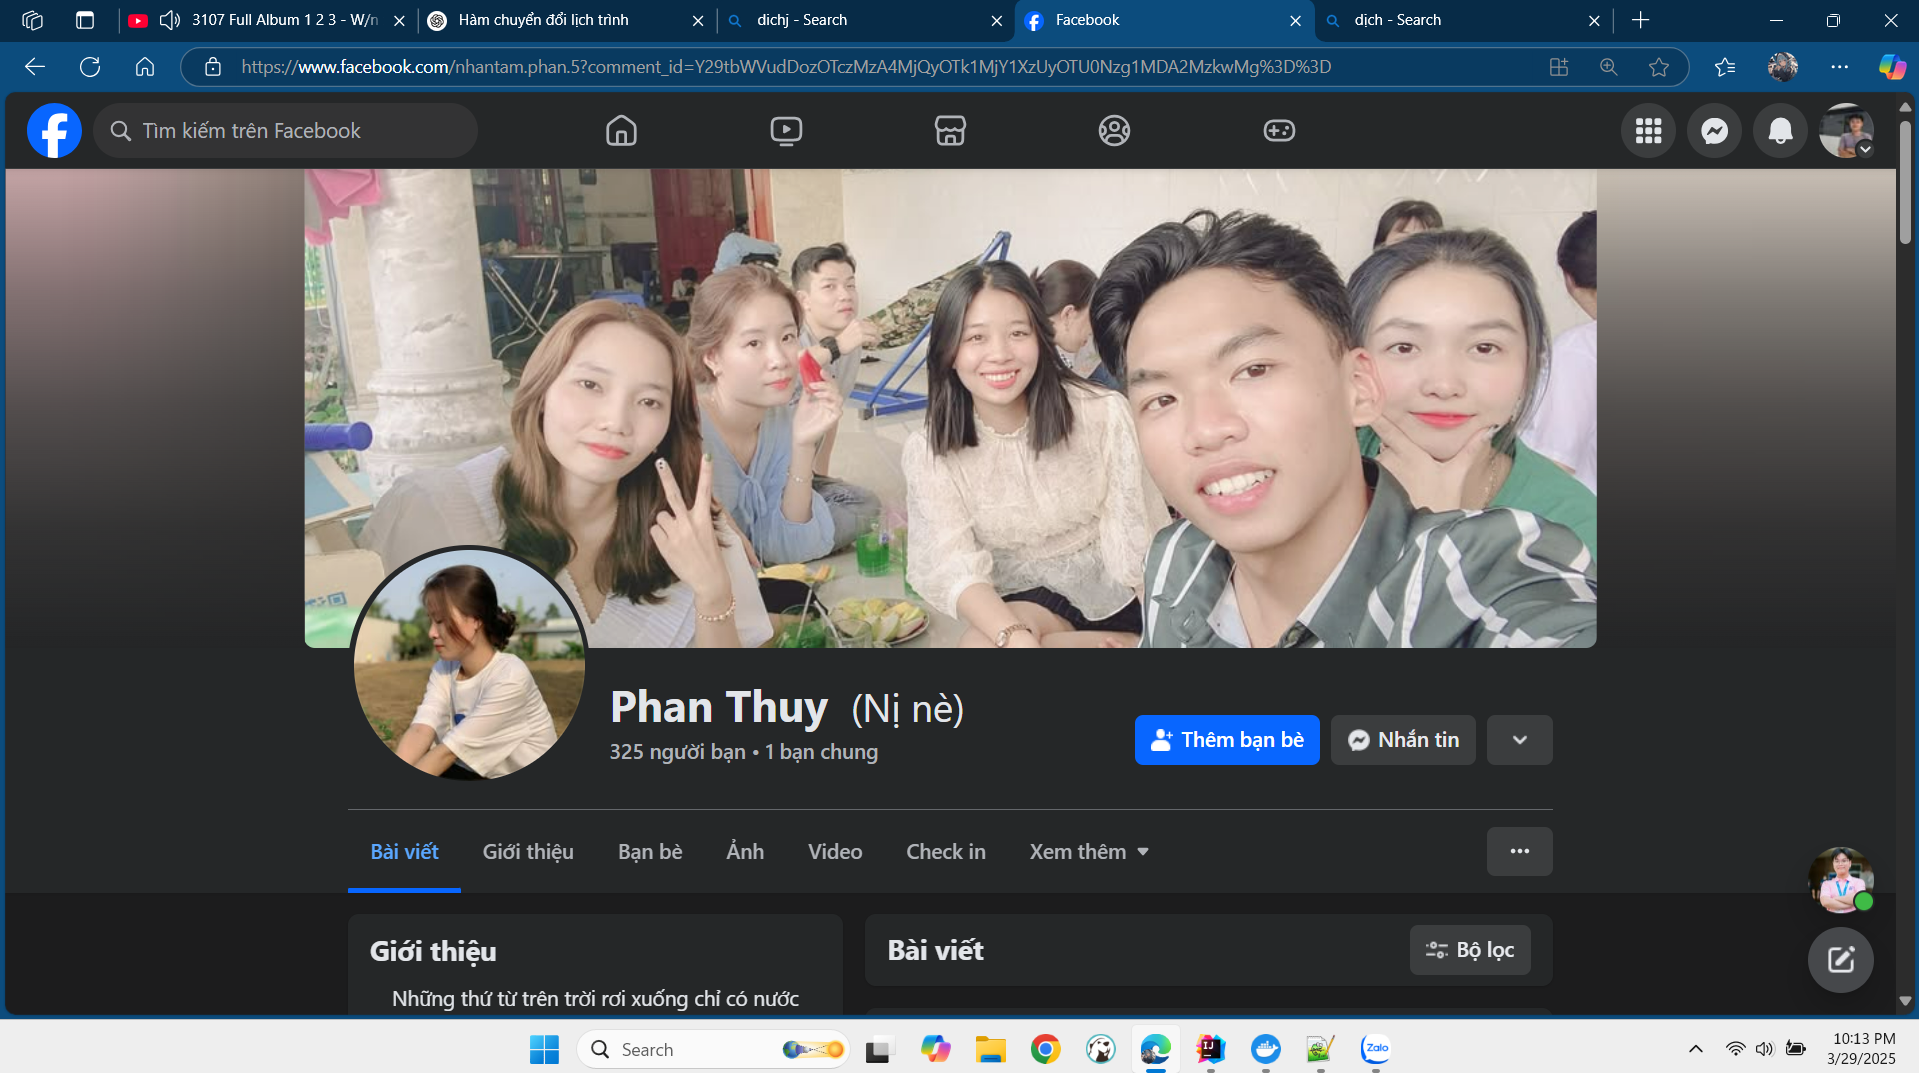 3107 Full Album 1 2 3 - W/n
Hàm chuyển đổi lịch trình
dichj - Search
Facebook
dịch - Search
https://www.facebook.com/nhantam.phan.5?comment_id=Y29tbWVudDozOTczMzA4MjQyOTk1MjY1XzUyOTU0Nzg1MDA2MzkwMg%3D%3D
Tìm kiếm trên Facebook
Phan Thuy (Nị nè)
325 người bạn • 1 bạn chung
Thêm bạn bè
Nhắn tin
Bài viết
Giới thiệu
Bạn bè
Ảnh
Video
Check in
Xem thêm
Giới thiệu
Những thứ từ trên trời rơi xuống chỉ có nước
Bài viết
Bộ lọc
Search
IJ
Zalo
10:13 PM
3/29/2025